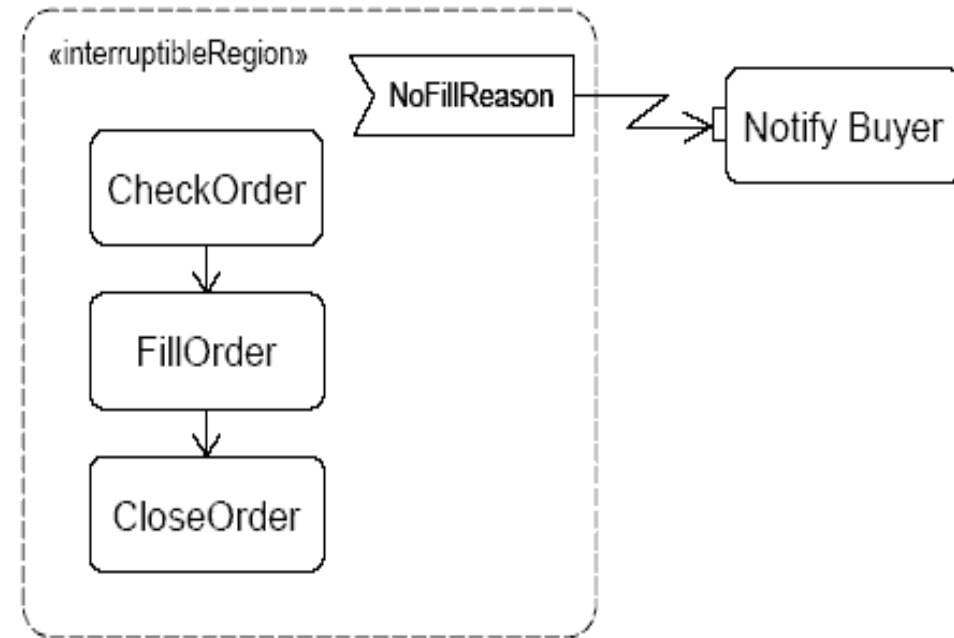 «interruptibleRegion»
NoFillReason
Notify Buyer
CheckOrder
FillOrder
CloseOrder